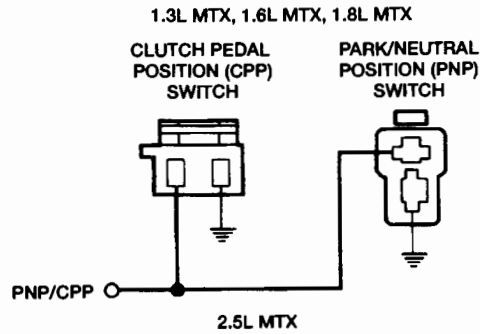 1.3L MTX, 1.6L MTX, 1.8L MTX
CLUTCH PEDAL
POSITION (CPP)
SWITCH
PARK/NEUTRAL
POSITION (PNP)
SWITCH
PNP/CPP
2.5L MTX